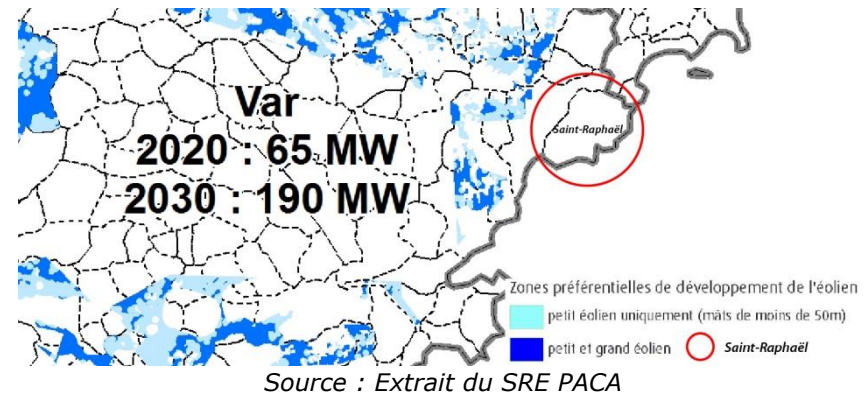 Var
2020 : 65 MW
2030 : 190 MW
Saint-Raphaël
Zones préférentielles de développement de l'éolien
petit éolien uniquement (mâts de moins de 50m)
petit et grand éolien
Saint-Raphaël
Source : Extrait du SRE PACA